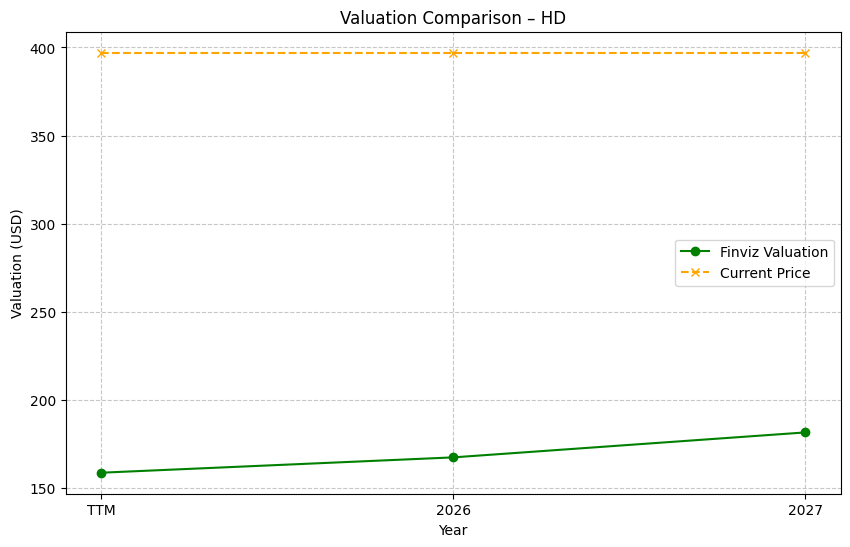 Valuation Comparison – HD
400
350
300
250
200
150
Valuation (USD)
Finviz Valuation
Current Price
TTM
2026
2027
Year